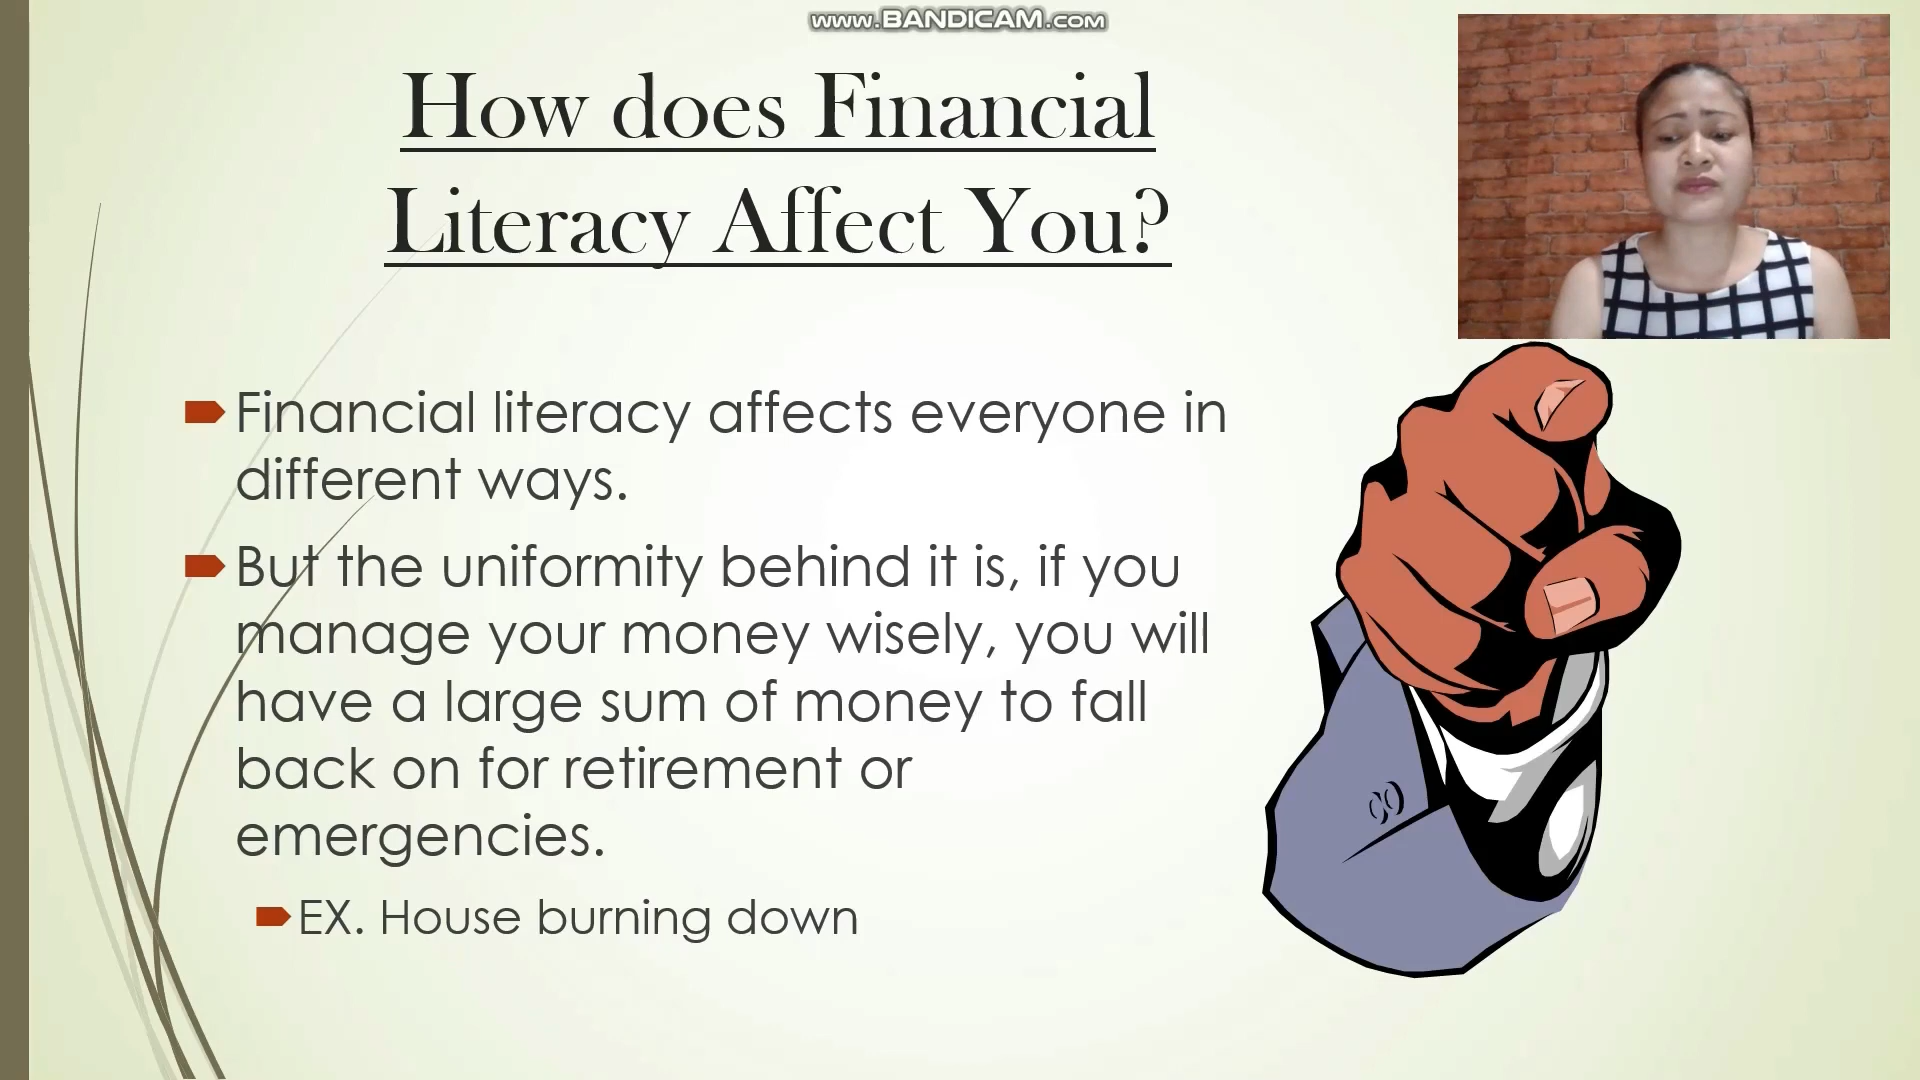 www.BANDICAM.com
How does Financial
Literacy Affect You?
Financial literacy affects everyone in
different ways.
But the uniformity behind it is, if you
manage your money wisely, you will
have a large sum of money to fall
back on for retirement or
emergencies.
EX. House burning down